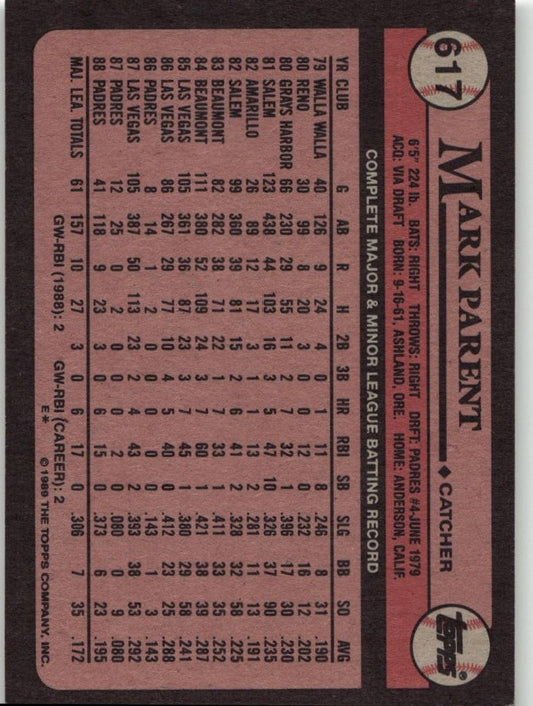 617
MARK PARENT ♦ CATCHER
topps®
6'5" 224 lb. BATS: RIGHT THROWS: RIGHT DRFT: PADRES #4-JUNE 1979
ACQ: VIA DRAFT BORN: 9-16-61, ASHLAND, ORE. HOME: ANDERSON, CALIF.
COMPLETE MAJOR & MINOR LEAGUE BATTING RECORD
YR CLUB G AB R H 2B 3B HR RBI SB SLG BB SO AVG
79 WALLA WALLA 40 126 9 24 4 0 1 11 8 .246 8 31 .190
80 RENO 30 99 8 20 3 0 0 12 0 .232 16 12 .202
80 GRAYS HARBOR 66 230 29 55 11 2 7 32 1 .396 17 30 .230
81 SALEM 123 438 44 103 16 3 5 47 10 .326 37 90 .235
82 AMARILLO 26 89 12 17 3 1 1 13 2 .281 11 13 .191
82 SALEM 99 360 39 81 15 2 6 41 2 .328 32 58 .225
83 BEAUMONT 82 282 38 71 22 1 7 33 1 .411 33 35 .252
84 BEAUMONT 111 380 52 109 24 3 7 60 1 .421 38 39 .287
85 LAS VEGAS 105 361 36 87 23 3 7 45 1 .380 29 58 .241
86 LAS VEGAS 86 267 29 77 10 4 5 40 0 .412 23 25 .288
86 PADRES 8 14 1 2 0 0 0 0 0 .143 1 3 .143
87 LAS VEGAS 105 387 50 113 23 2 4 43 2 .393 38 53 .292
87 PADRES 12 25 0 2 0 0 0 2 0 .080 0 9 .080
88 PADRES 41 118 9 23 3 0 6 15 0 .373 6 23 .195
MAJ. LEA. TOTALS 61 157 10 27 3 0 6 17 0 .306 7 35 .172
GW-RBI (1988): 2 GW-RBI (CAREER): 2
E* © 1989 THE TOPPS COMPANY, INC.